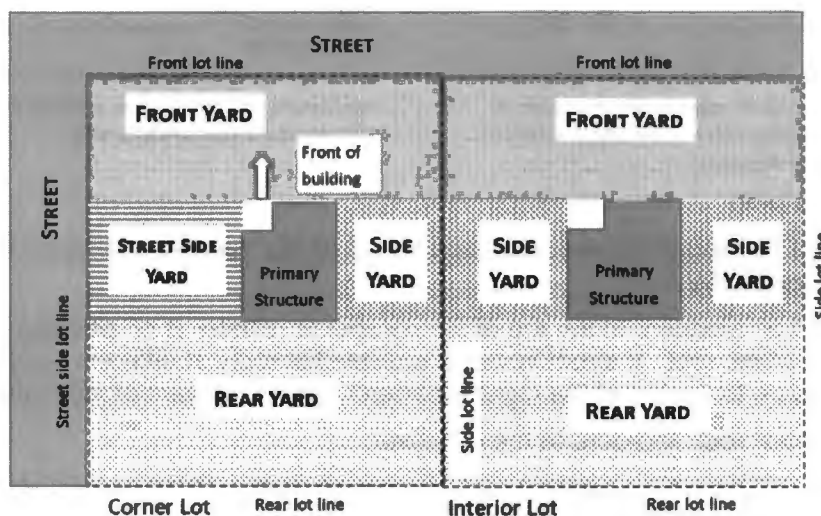 STREET
Front lot line
Front lot line
FRONT YARD
FRONT YARD
Front of
building
STREET
STREET SIDE
YARD
SIDE
YARD
SIDE
YARD
SIDE
YARD
Primary
Structure
Primary
Structure
Side lot line
Street side lot line
Side lot line
REAR YARD
REAR YARD
Corner Lot
Rear lot line
Interior Lot
Rear lot line